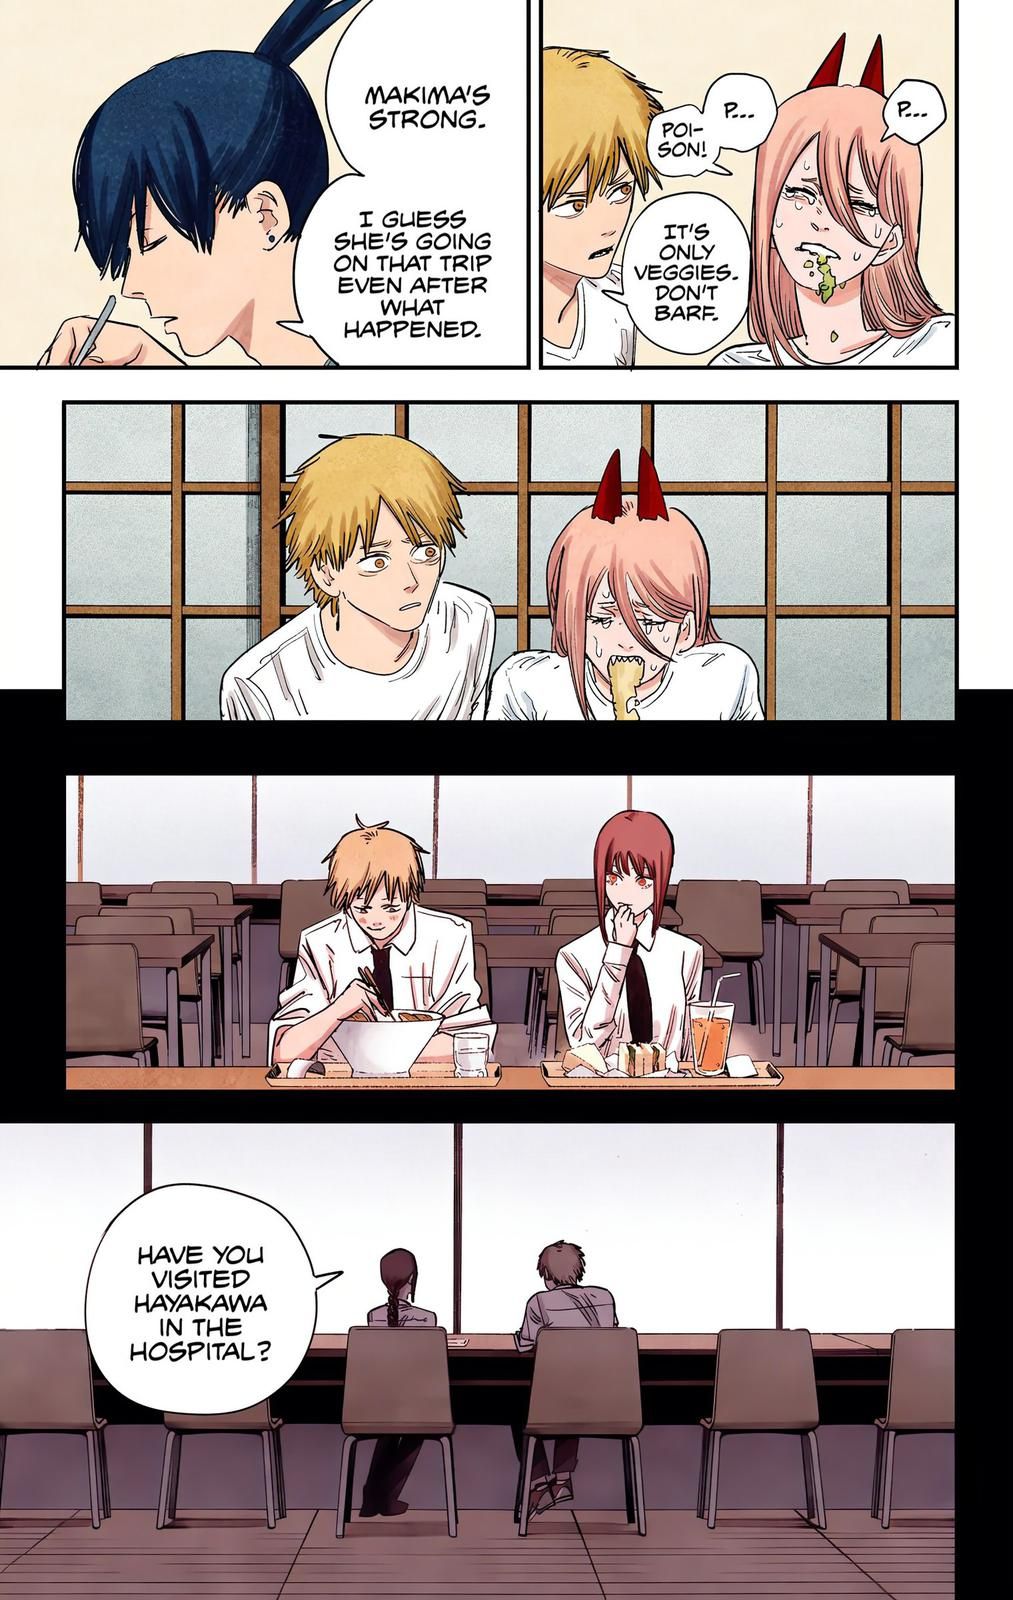 MAKIMA'S
STRONG.
I GUESS
SHE'S GOING
ON THAT TRIP
EVEN AFTER
WHAT
HAPPENED.
P...
P...
POI-
SON!
IT'S
ONLY
VEGGIES.
DON'T
BARF.
HAVE YOU
VISITED
HAYAKAWA
IN THE
HOSPITAL?